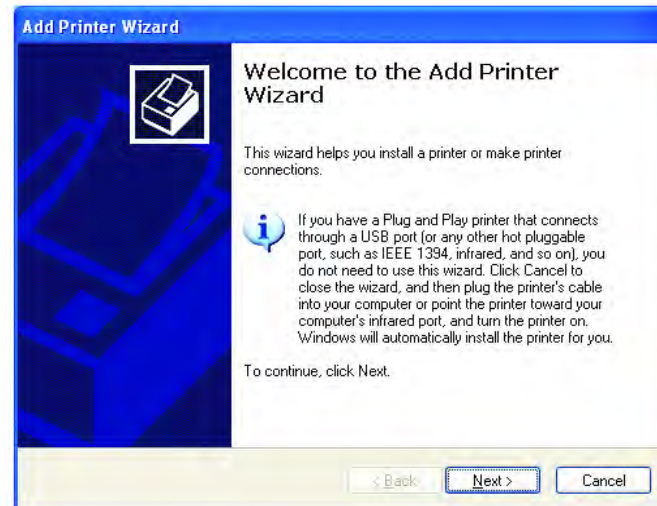 Add Printer Wizard
Welcome to the Add Printer
Wizard
This wizard helps you install a printer or make printer
connections.
If you have a Plug and Play printer that connects
through a USB port (or any other hot pluggable
port, such as IEEE 1394, infrared, and so on), you
do not need to use this wizard. Click Cancel to
close the wizard, and then plug the printer's cable
into your computer or point the printer toward your
computer's infrared port, and turn the printer on.
Windows will automatically install the printer for you.
To continue, click Next.
< Back Next > Cancel